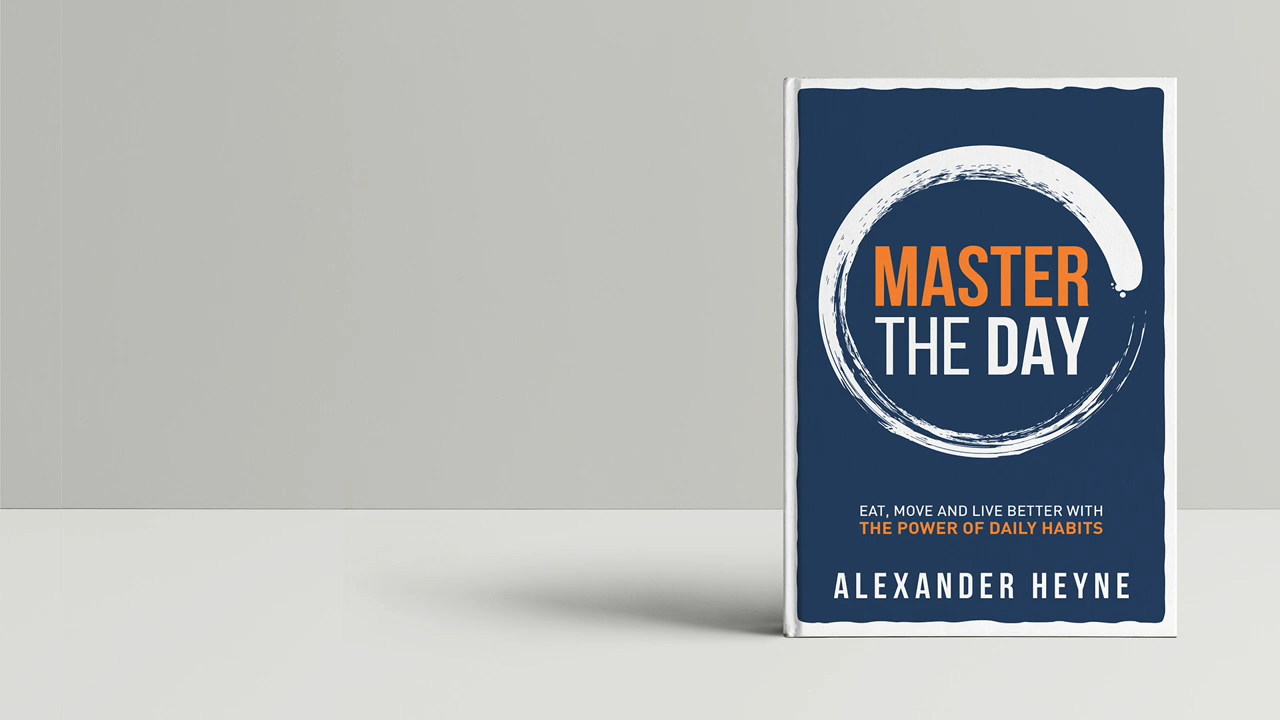 MASTER
THE DAY
EAT, MOVE AND LIVE BETTER WITH
THE POWER OF DAILY HABITS
ALEXANDER HEYNE